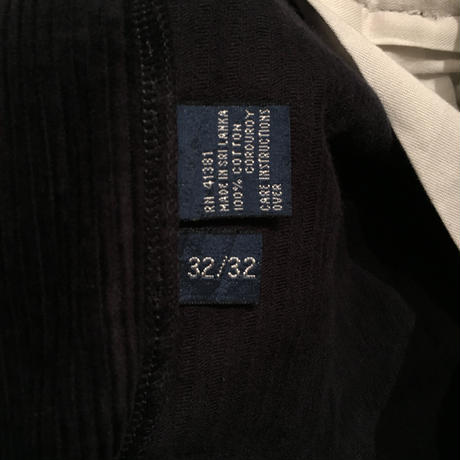 RN 41381
MADE IN SRI LANKA
100% COTTON
CORDUROY
CARE INSTRUCTIONS
OVER
32/32